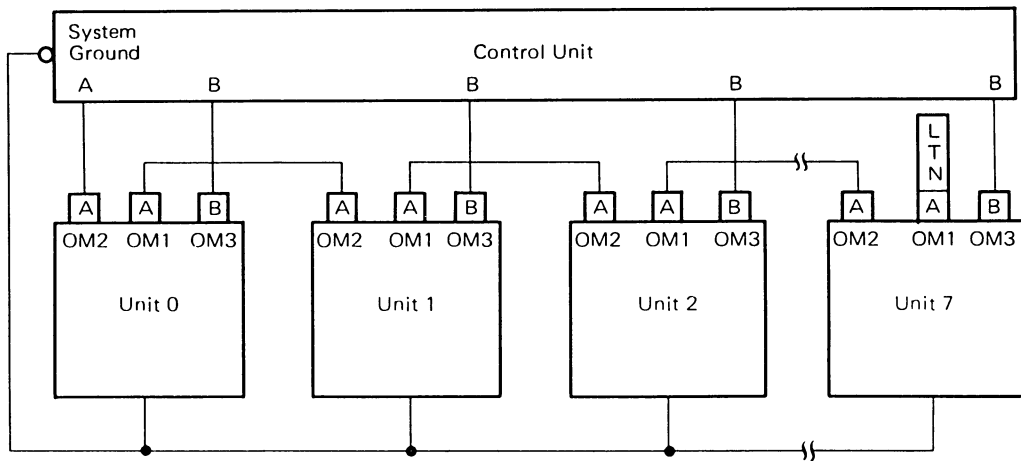 System
Ground
Control Unit
A B B B B
L
T
N
A A B A A B A A B A A B
OM2 OM1 OM3 OM2 OM1 OM3 OM2 OM1 OM3 OM2 OM1 OM3
Unit 0 Unit 1 Unit 2 Unit 7